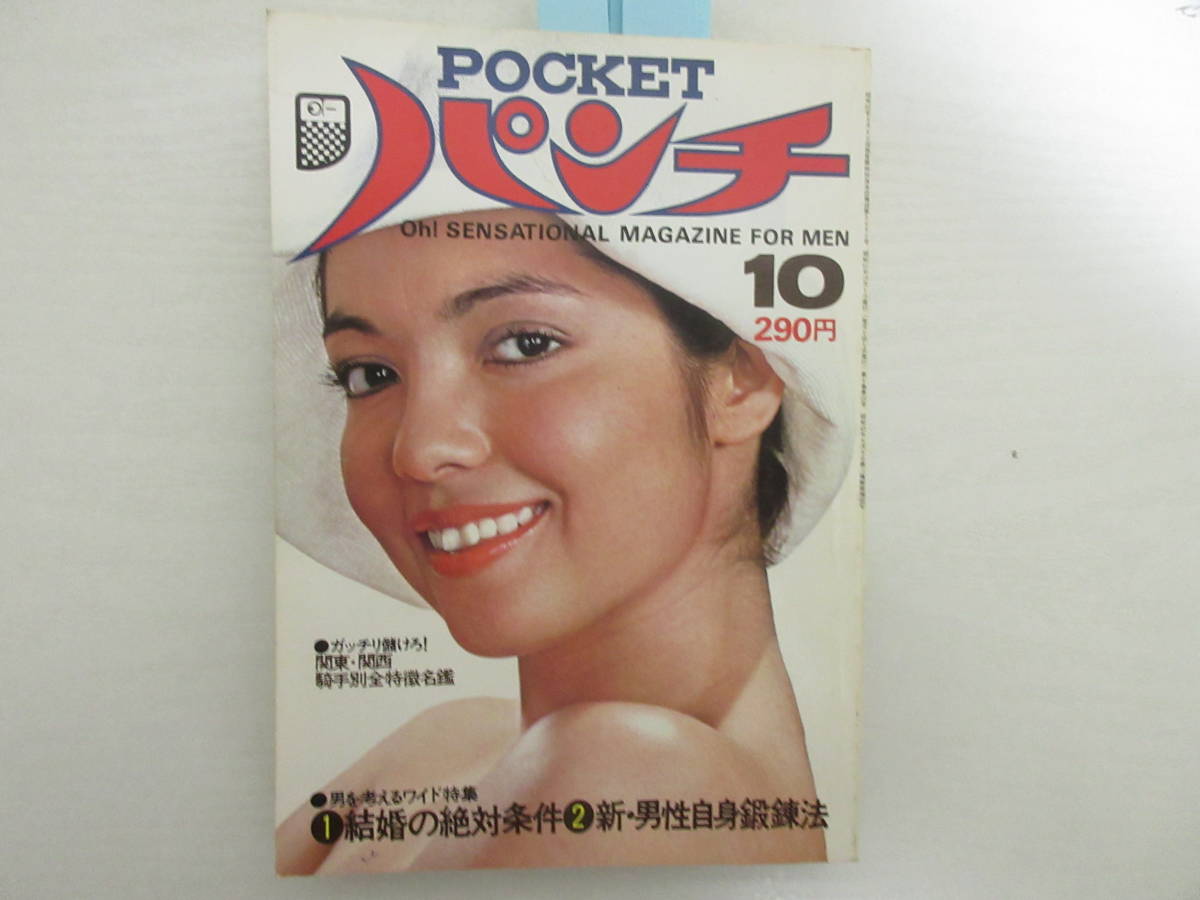 POCKET
パンチ
Oh! SENSATIONAL MAGAZINE FOR MEN
10
290円
●ガッチリ儲けろ!
関東・関西
騎手別全特徴名鑑
●男を考えるワイド特集
❶結婚の絶対条件❷新・男性自身鍛錬法